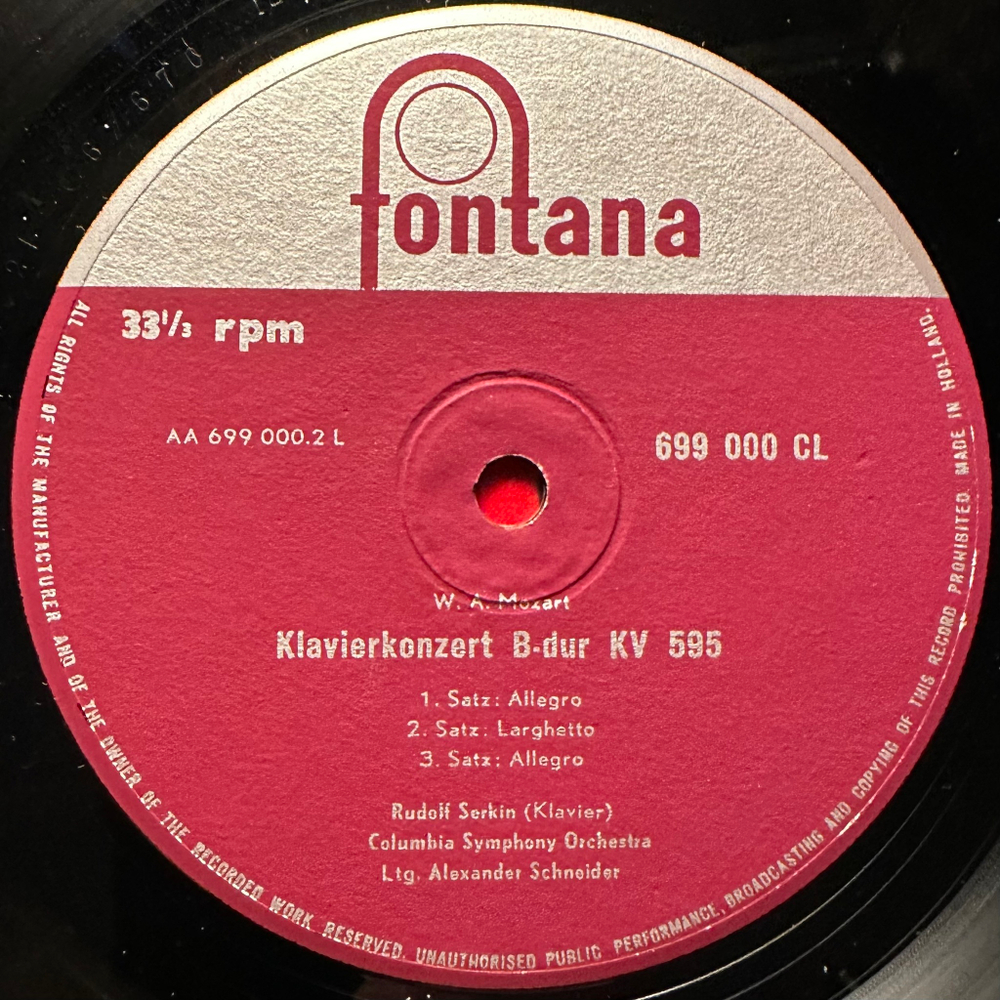 fontana
33 1/3 rpm
AA 699 000.2 L
699 000 CL
W. A. Mozart
Klavierkonzert B-dur KV 595
1. Satz: Allegro
2. Satz: Larghetto
3. Satz: Allegro
Rudolf Serkin (Klavier)
Columbia Symphony Orchestra
Ltg. Alexander Schneider
ALL RIGHTS OF THE MANUFACTURER AND OF THE OWNER OF THE RECORDED WORK RESERVED. UNAUTHORISED PUBLIC PERFORMANCE, BROADCASTING AND COPYING OF THIS RECORD PROHIBITED. MADE IN HOLLAND.